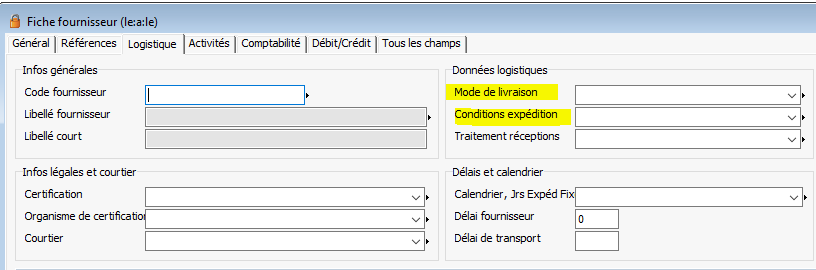 Fiche fournisseur (le:a:le)
Général Références Logistique Activités Comptabilité Débit/Crédit Tous les champs
Infos générales
Code fournisseur
Libellé fournisseur
Libellé court
Données logistiques
Mode de livraison
Conditions expédition
Traitement réceptions
Infos légales et courtier
Certification
Organisme de certification
Courtier
Délais et calendrier
Calendrier, Jrs Expéd Fix
Délai fournisseur 0
Délai de transport